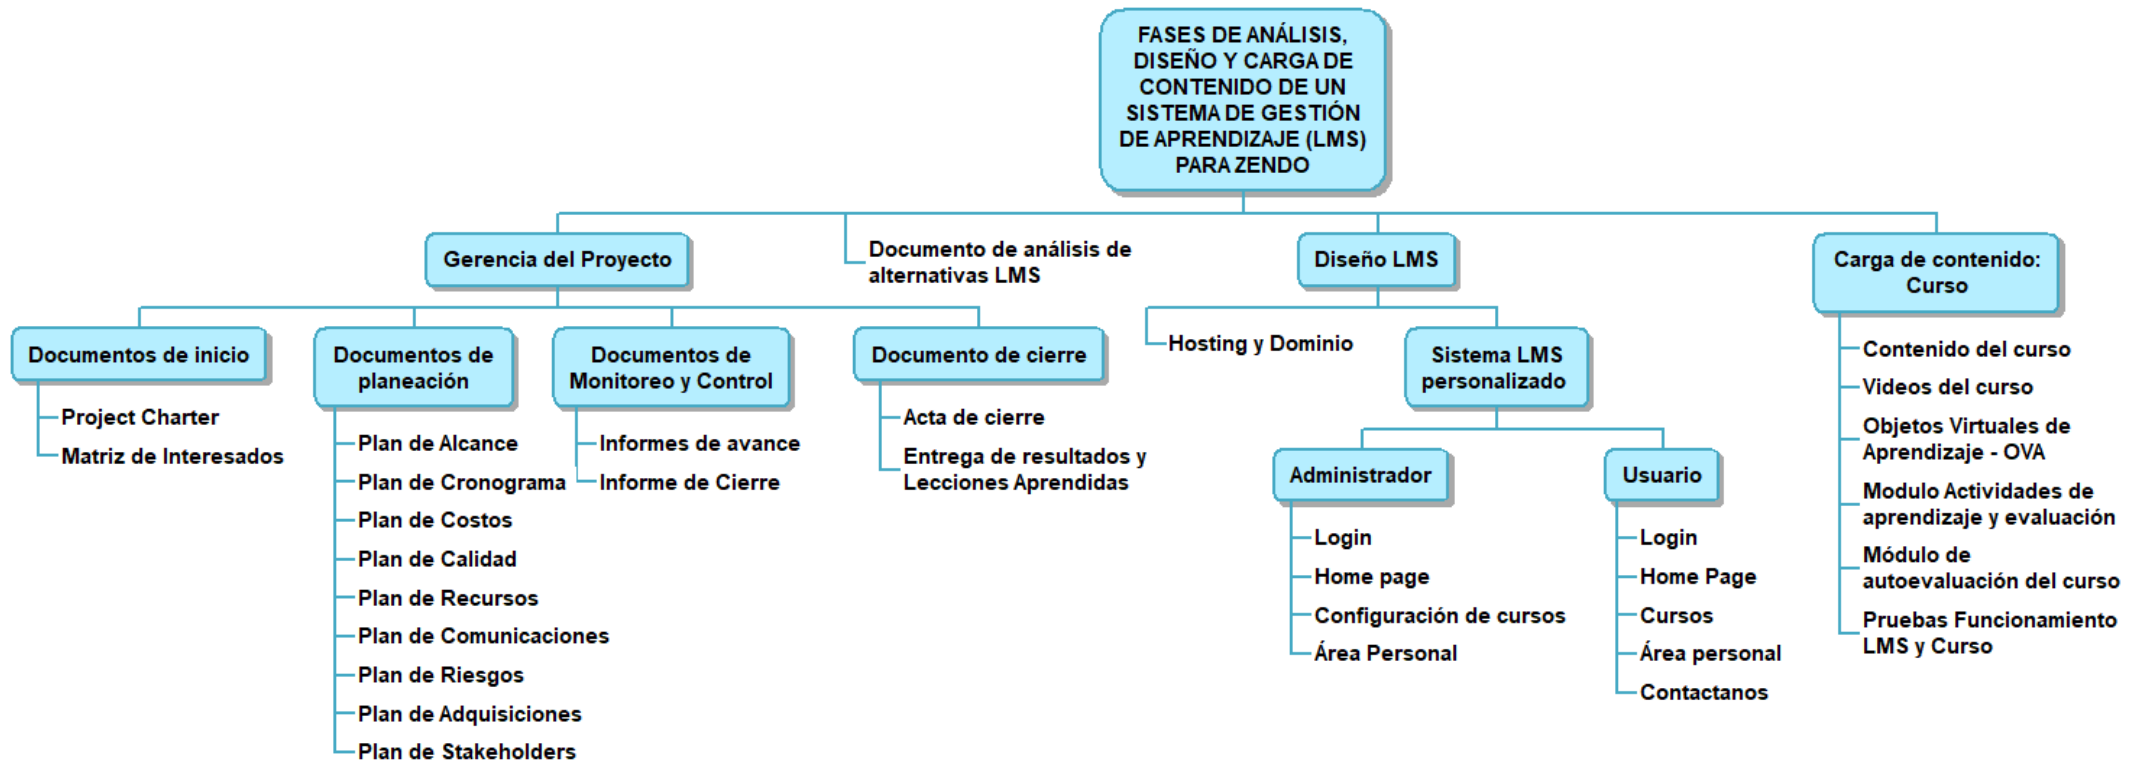 FASES DE ANÁLISIS,
DISEÑO Y CARGA DE
CONTENIDO DE UN
SISTEMA DE GESTIÓN
DE APRENDIZAJE (LMS)
PARA ZENDO
Gerencia del Proyecto
Documento de análisis de
alternativas LMS
Diseño LMS
Carga de contenido:
Curso
Documentos de inicio
Project Charter
Matriz de Interesados
Documentos de
planeación
Plan de Alcance
Plan de Cronograma
Plan de Costos
Plan de Calidad
Plan de Recursos
Plan de Comunicaciones
Plan de Riesgos
Plan de Adquisiciones
Plan de Stakeholders
Documentos de
Monitoreo y Control
Informes de avance
Informe de Cierre
Documento de cierre
Acta de cierre
Entrega de resultados y
Lecciones Aprendidas
Hosting y Dominio
Sistema LMS
personalizado
Administrador
Login
Home page
Configuración de cursos
Área Personal
Usuario
Login
Home Page
Cursos
Área personal
Contactanos
Contenido del curso
Videos del curso
Objetos Virtuales de
Aprendizaje - OVA
Modulo Actividades de
aprendizaje y evaluación
Módulo de
autoevaluación del curso
Pruebas Funcionamiento
LMS y Curso